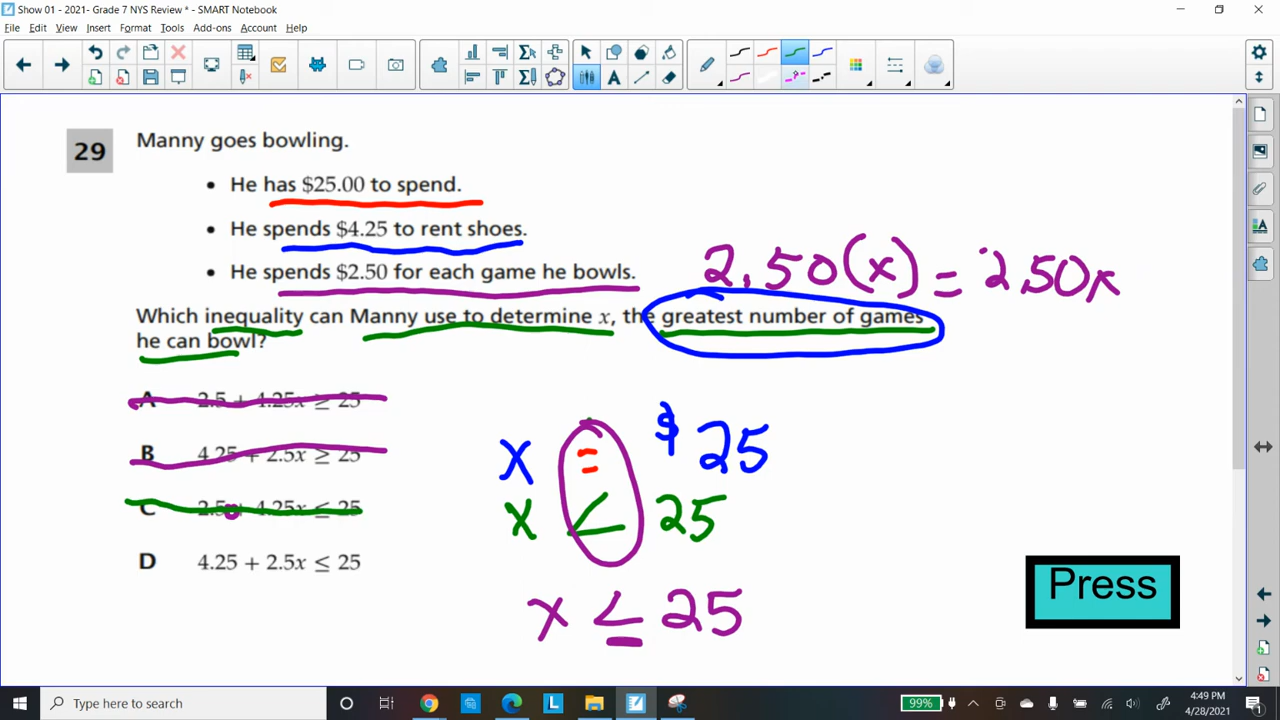 Show 01 - 2021- Grade 7 NYS Review * - SMART Notebook
File Edit View Insert Format Tools Add-ons Account Help
29
Manny goes bowling.
• He has $25.00 to spend.
• He spends $4.25 to rent shoes.
• He spends $2.50 for each game he bowls.
2.50(x) = 2.50x
Which inequality can Manny use to determine x, the greatest number of games
he can bowl?
A 2.5 + 4.25x ≥ 25
B 4.25 + 2.5x ≥ 25
C 2.5 + 4.25x ≤ 25
D 4.25 + 2.5x ≤ 25
x = $25
x < 25
x ≤ 25
Press
Type here to search
99%
4:49 PM
4/28/2021